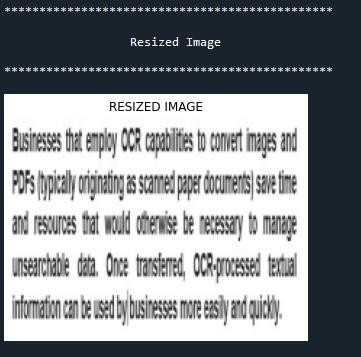 ***********************************************
Resized Image
***********************************************
RESIZED IMAGE
Businesses that employ OCR capabilities to convert images and
PDFs (typically originating as scanned paper documents) save time
and resources that would otherwise be necessary to manage
unsearchable data. Once transferred, OCR-processed textual
information can be used by businesses more easily and quickly.